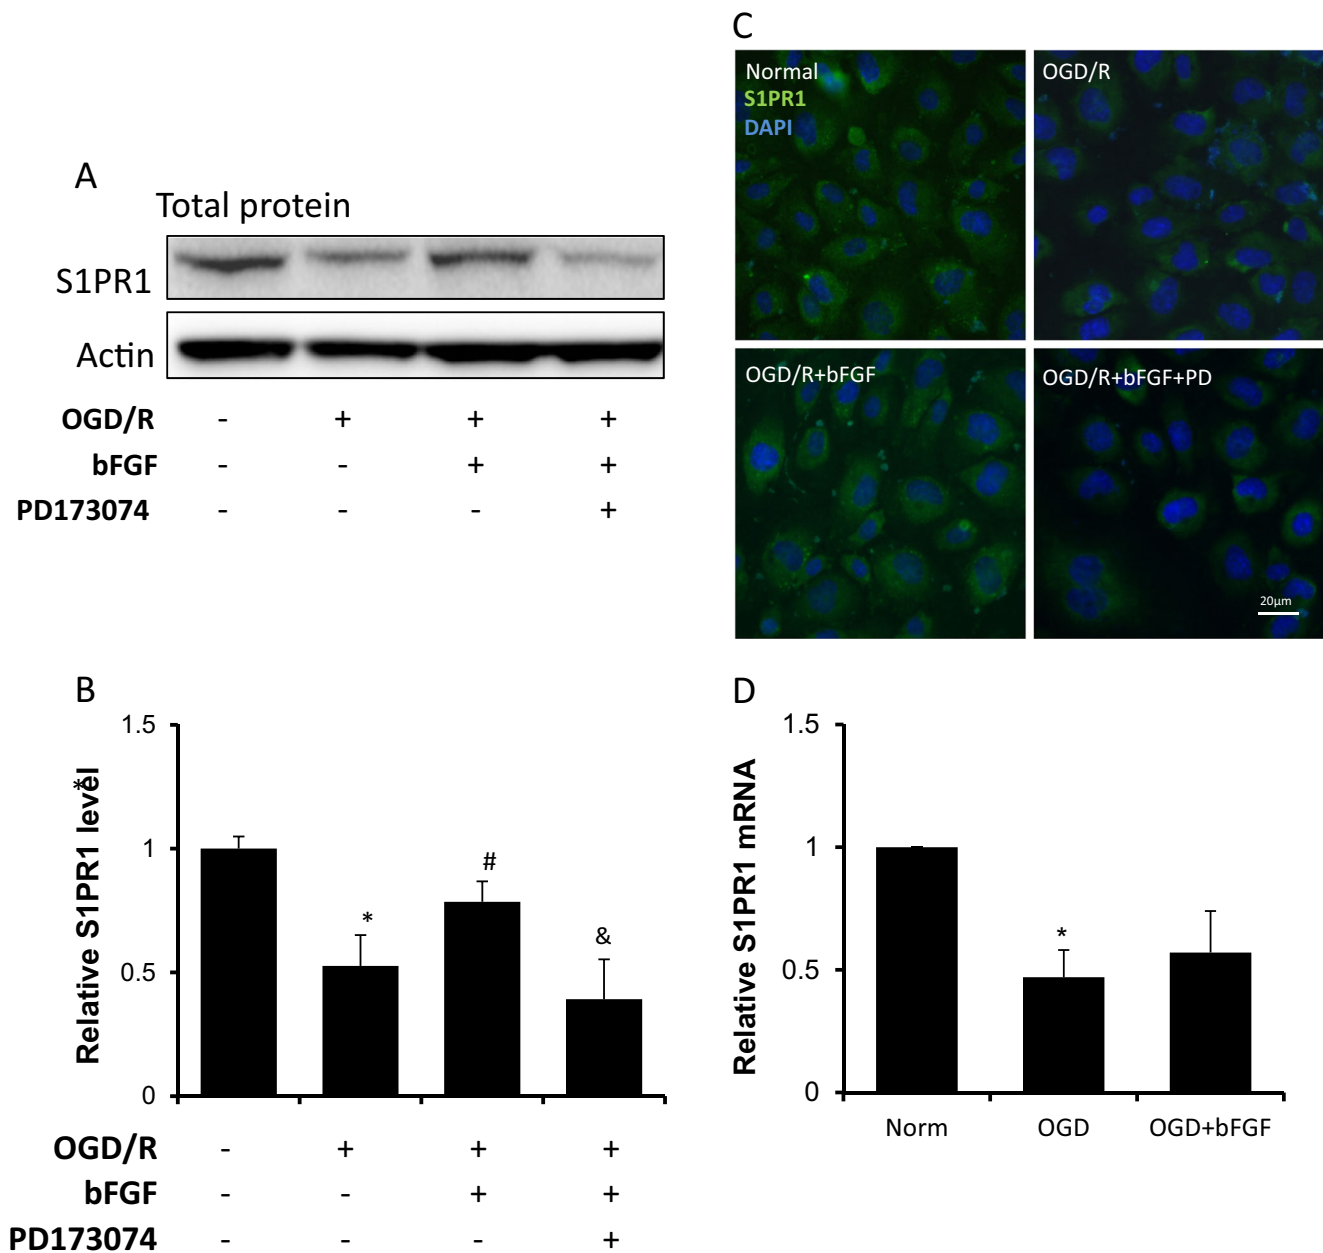 A
Total protein
S1PR1
Actin
OGD/R - + + +
bFGF - - + +
PD173074 - - - +
B
1.5
1
0.5
0
Relative S1PR1 level
*
*
#
&
OGD/R - + + +
bFGF - - + +
PD173074 - - - +
C
Normal
S1PR1
DAPI
OGD/R
OGD/R+bFGF
OGD/R+bFGF+PD
20μm
D
1.5
1
0.5
0
Relative S1PR1 mRNA
*
Norm OGD OGD+bFGF